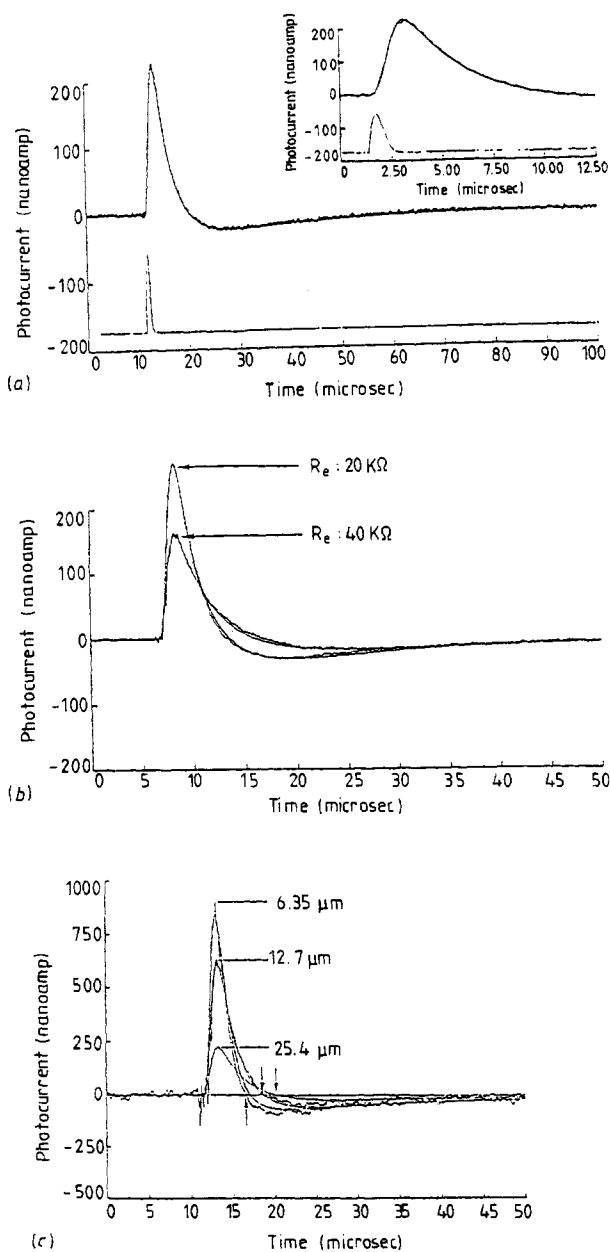 200
100
0
-100
-200
Photocurrent (nanoamp)
0 10 20 30 40 50 60 70 80 90 100
Time (microsec)
200
100
0
-100
-200
Photocurrent (nanoamp)
0 2.50 5.00 7.50 10.00 12.50
Time (microsec)
(a)
Re : 20 KΩ
Re : 40 KΩ
200
100
0
-100
-200
Photocurrent (nanoamp)
0 5 10 15 20 25 30 35 40 45 50
Time (microsec)
(b)
1000
750
500
250
0
-250
-500
Photocurrent (nanoamp)
6.35 μm
12.7 μm
25.4 μm
0 5 10 15 20 25 30 35 40 45 50
Time (microsec)
(c)